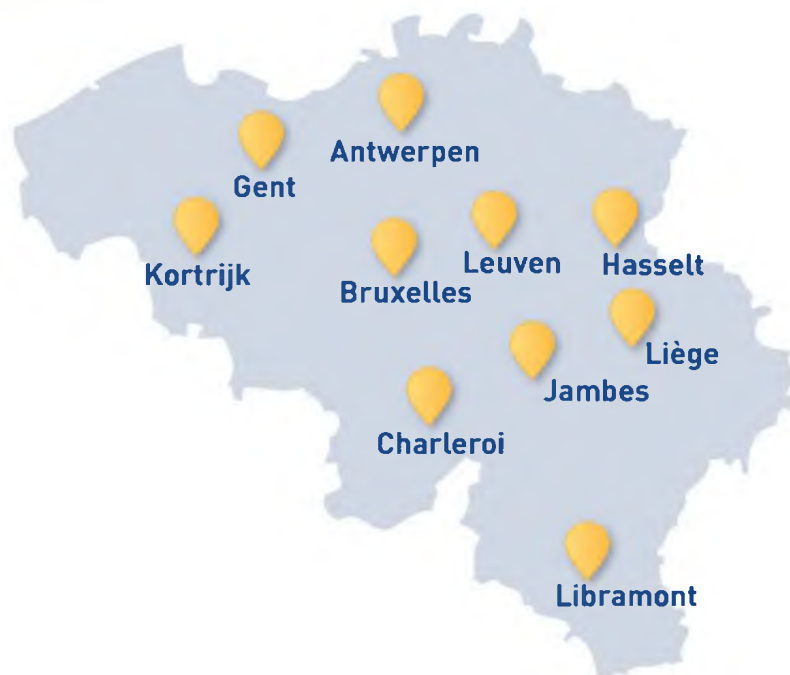 Antwerpen
Gent
Kortrijk
Bruxelles
Leuven
Hasselt
Liège
Jambes
Charleroi
Libramont